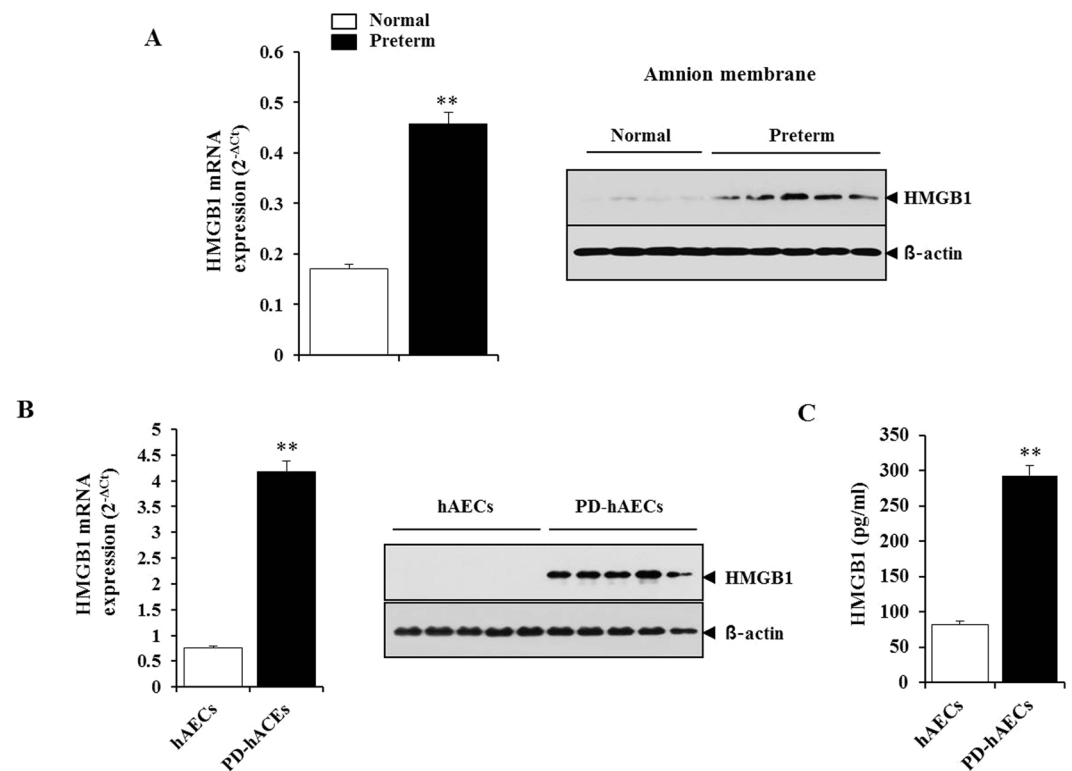 A
Normal
Preterm
HMGB1 mRNA
expression (2-ΔCt)
0.6
0.5
0.4
0.3
0.2
0.1
0
**
Amnion membrane
Normal
Preterm
HMGB1
ß-actin
B
HMGB1 mRNA
expression (2-ΔCt)
5
4.5
4
3.5
3
2.5
2
1.5
1
0.5
0
**
hAECs
PD-hACEs
hAECs
PD-hAECs
HMGB1
ß-actin
C
HMGB1 (pg/ml)
350
300
250
200
150
100
50
0
**
hAECs
PD-hAECs